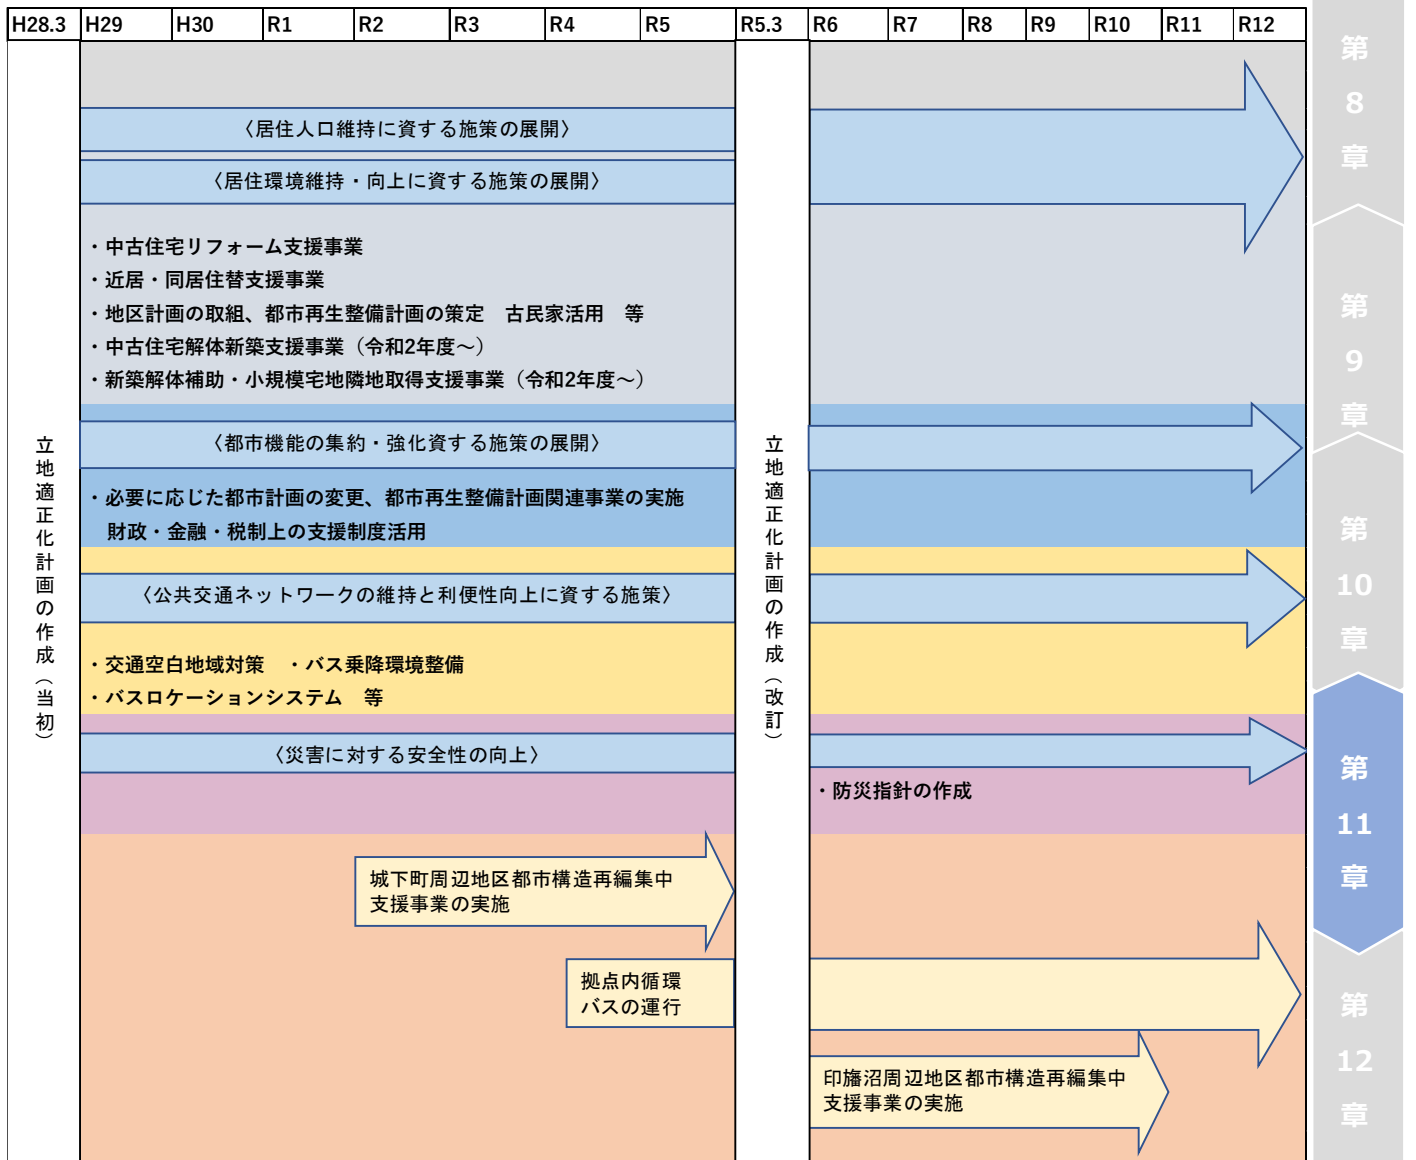 H28.3 H29 H30 R1 R2 R3 R4 R5 R5.3 R6 R7 R8 R9 R10 R11 R12
立地適正化計画の作成（当初）
〈居住人口維持に資する施策の展開〉
〈居住環境維持・向上に資する施策の展開〉
・中古住宅リフォーム支援事業
・近居・同居住替支援事業
・地区計画の取組、都市再生整備計画の策定　古民家活用　等
・中古住宅解体新築支援事業（令和2年度～）
・新築解体補助・小規模宅地隣地取得支援事業（令和2年度～）
〈都市機能の集約・強化資する施策の展開〉
・必要に応じた都市計画の変更、都市再生整備計画関連事業の実施
財政・金融・税制上の支援制度活用
〈公共交通ネットワークの維持と利便性向上に資する施策〉
・交通空白地域対策　・バス乗降環境整備
・バスロケーションシステム　等
〈災害に対する安全性の向上〉
城下町周辺地区都市構造再編集中
支援事業の実施
拠点内循環
バスの運行
立地適正化計画の作成（改訂）
・防災指針の作成
印旛沼周辺地区都市構造再編集中
支援事業の実施
第8章
第9章
第10章
第11章
第12章